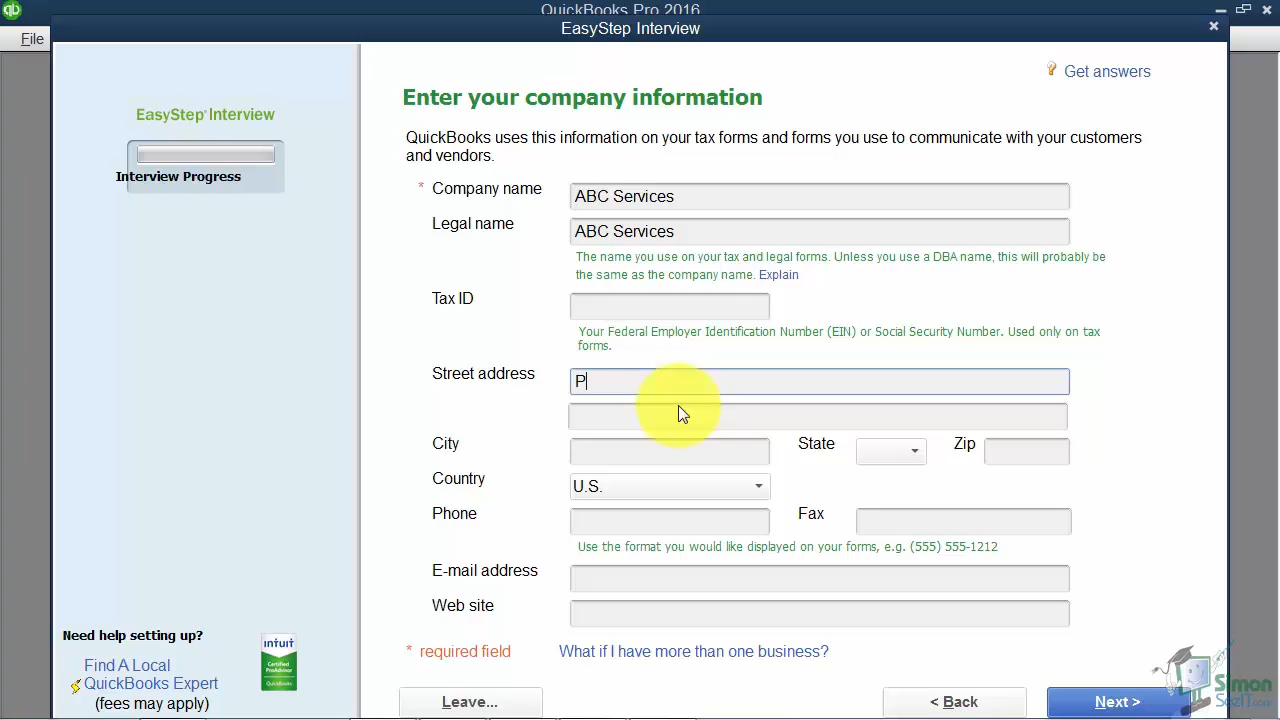 QuickBooks Pro 2016
EasyStep Interview
File
Get answers
EasyStep Interview
Interview Progress
Enter your company information
QuickBooks uses this information on your tax forms and forms you use to communicate with your customers
and vendors.
* Company name
ABC Services
Legal name
ABC Services
The name you use on your tax and legal forms. Unless you use a DBA name, this will probably be
the same as the company name. Explain
Tax ID
Your Federal Employer Identification Number (EIN) or Social Security Number. Used only on tax
forms.
Street address
P
City
State
Zip
Country
U.S.
Phone
Fax
Use the format you would like displayed on your forms, e.g. (555) 555-1212
E-mail address
Web site
* required field
What if I have more than one business?
Need help setting up?
Find A Local
QuickBooks Expert
(fees may apply)
intuit
Certified
ProAdvisor
QuickBooks
Leave...
< Back
Next >
Simon
SezIT.com